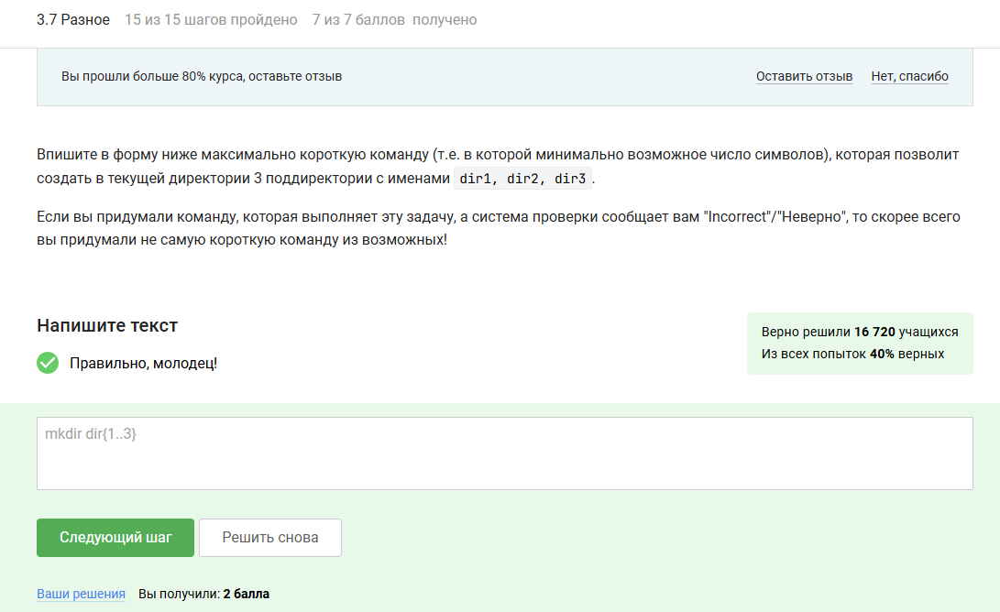 3.7 Разное 15 из 15 шагов пройдено 7 из 7 баллов получено
Вы прошли больше 80% курса, оставьте отзыв Оставить отзыв Нет, спасибо
Впишите в форму ниже максимально короткую команду (т.е. в которой минимально возможное число символов), которая позволит
создать в текущей директории 3 поддиректории с именами dir1, dir2, dir3.
Если вы придумали команду, которая выполняет эту задачу, а система проверки сообщает вам "Incorrect"/"Неверно", то скорее всего
вы придумали не самую короткую команду из возможных!
Напишите текст
Верно решили 16 720 учащихся
Из всех попыток 40% верных
Правильно, молодец!
mkdir dir{1..3}
Следующий шаг Решить снова
Ваши решения Вы получили: 2 балла